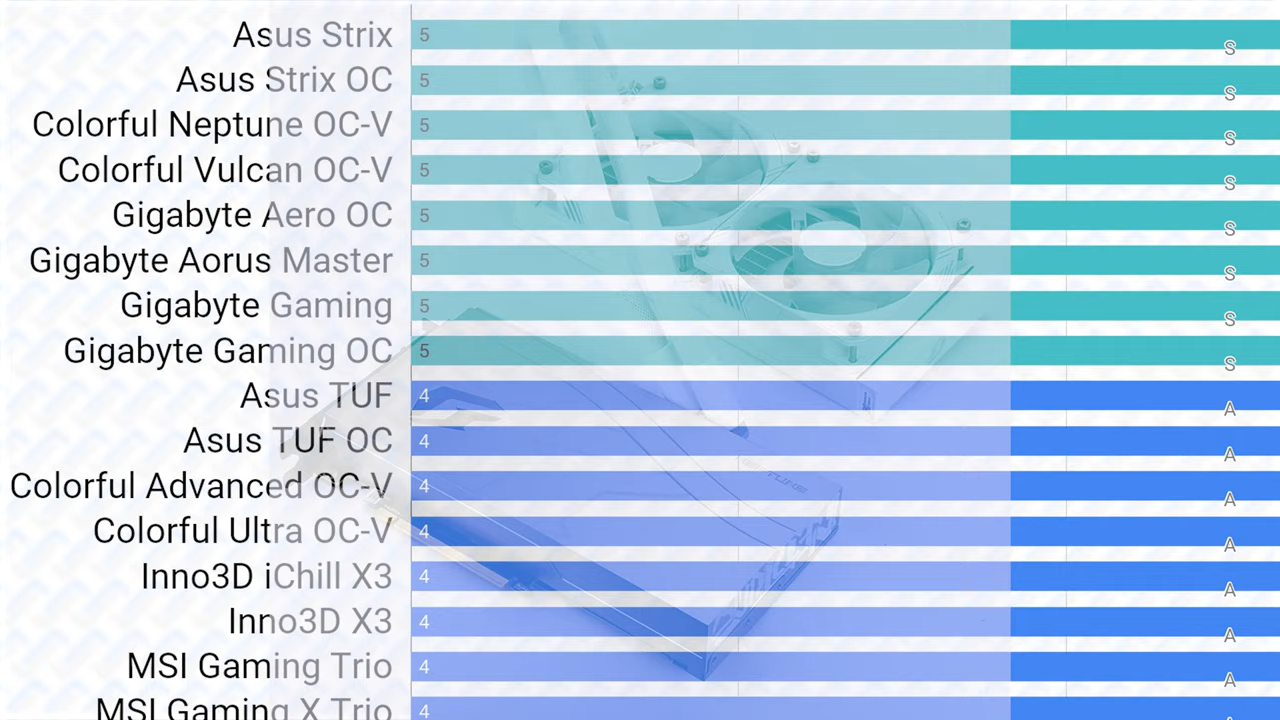 Asus Strix 5 S
Asus Strix OC 5 S
Colorful Neptune OC-V 5 S
Colorful Vulcan OC-V 5 S
Gigabyte Aero OC 5 S
Gigabyte Aorus Master 5 S
Gigabyte Gaming 5 S
Gigabyte Gaming OC 5 S
Asus TUF 4 A
Asus TUF OC 4 A
Colorful Advanced OC-V 4 A
Colorful Ultra OC-V 4 A
Inno3D iChill X3 4 A
Inno3D X3 4 A
MSI Gaming Trio 4 A
MSI Gaming X Trio 4